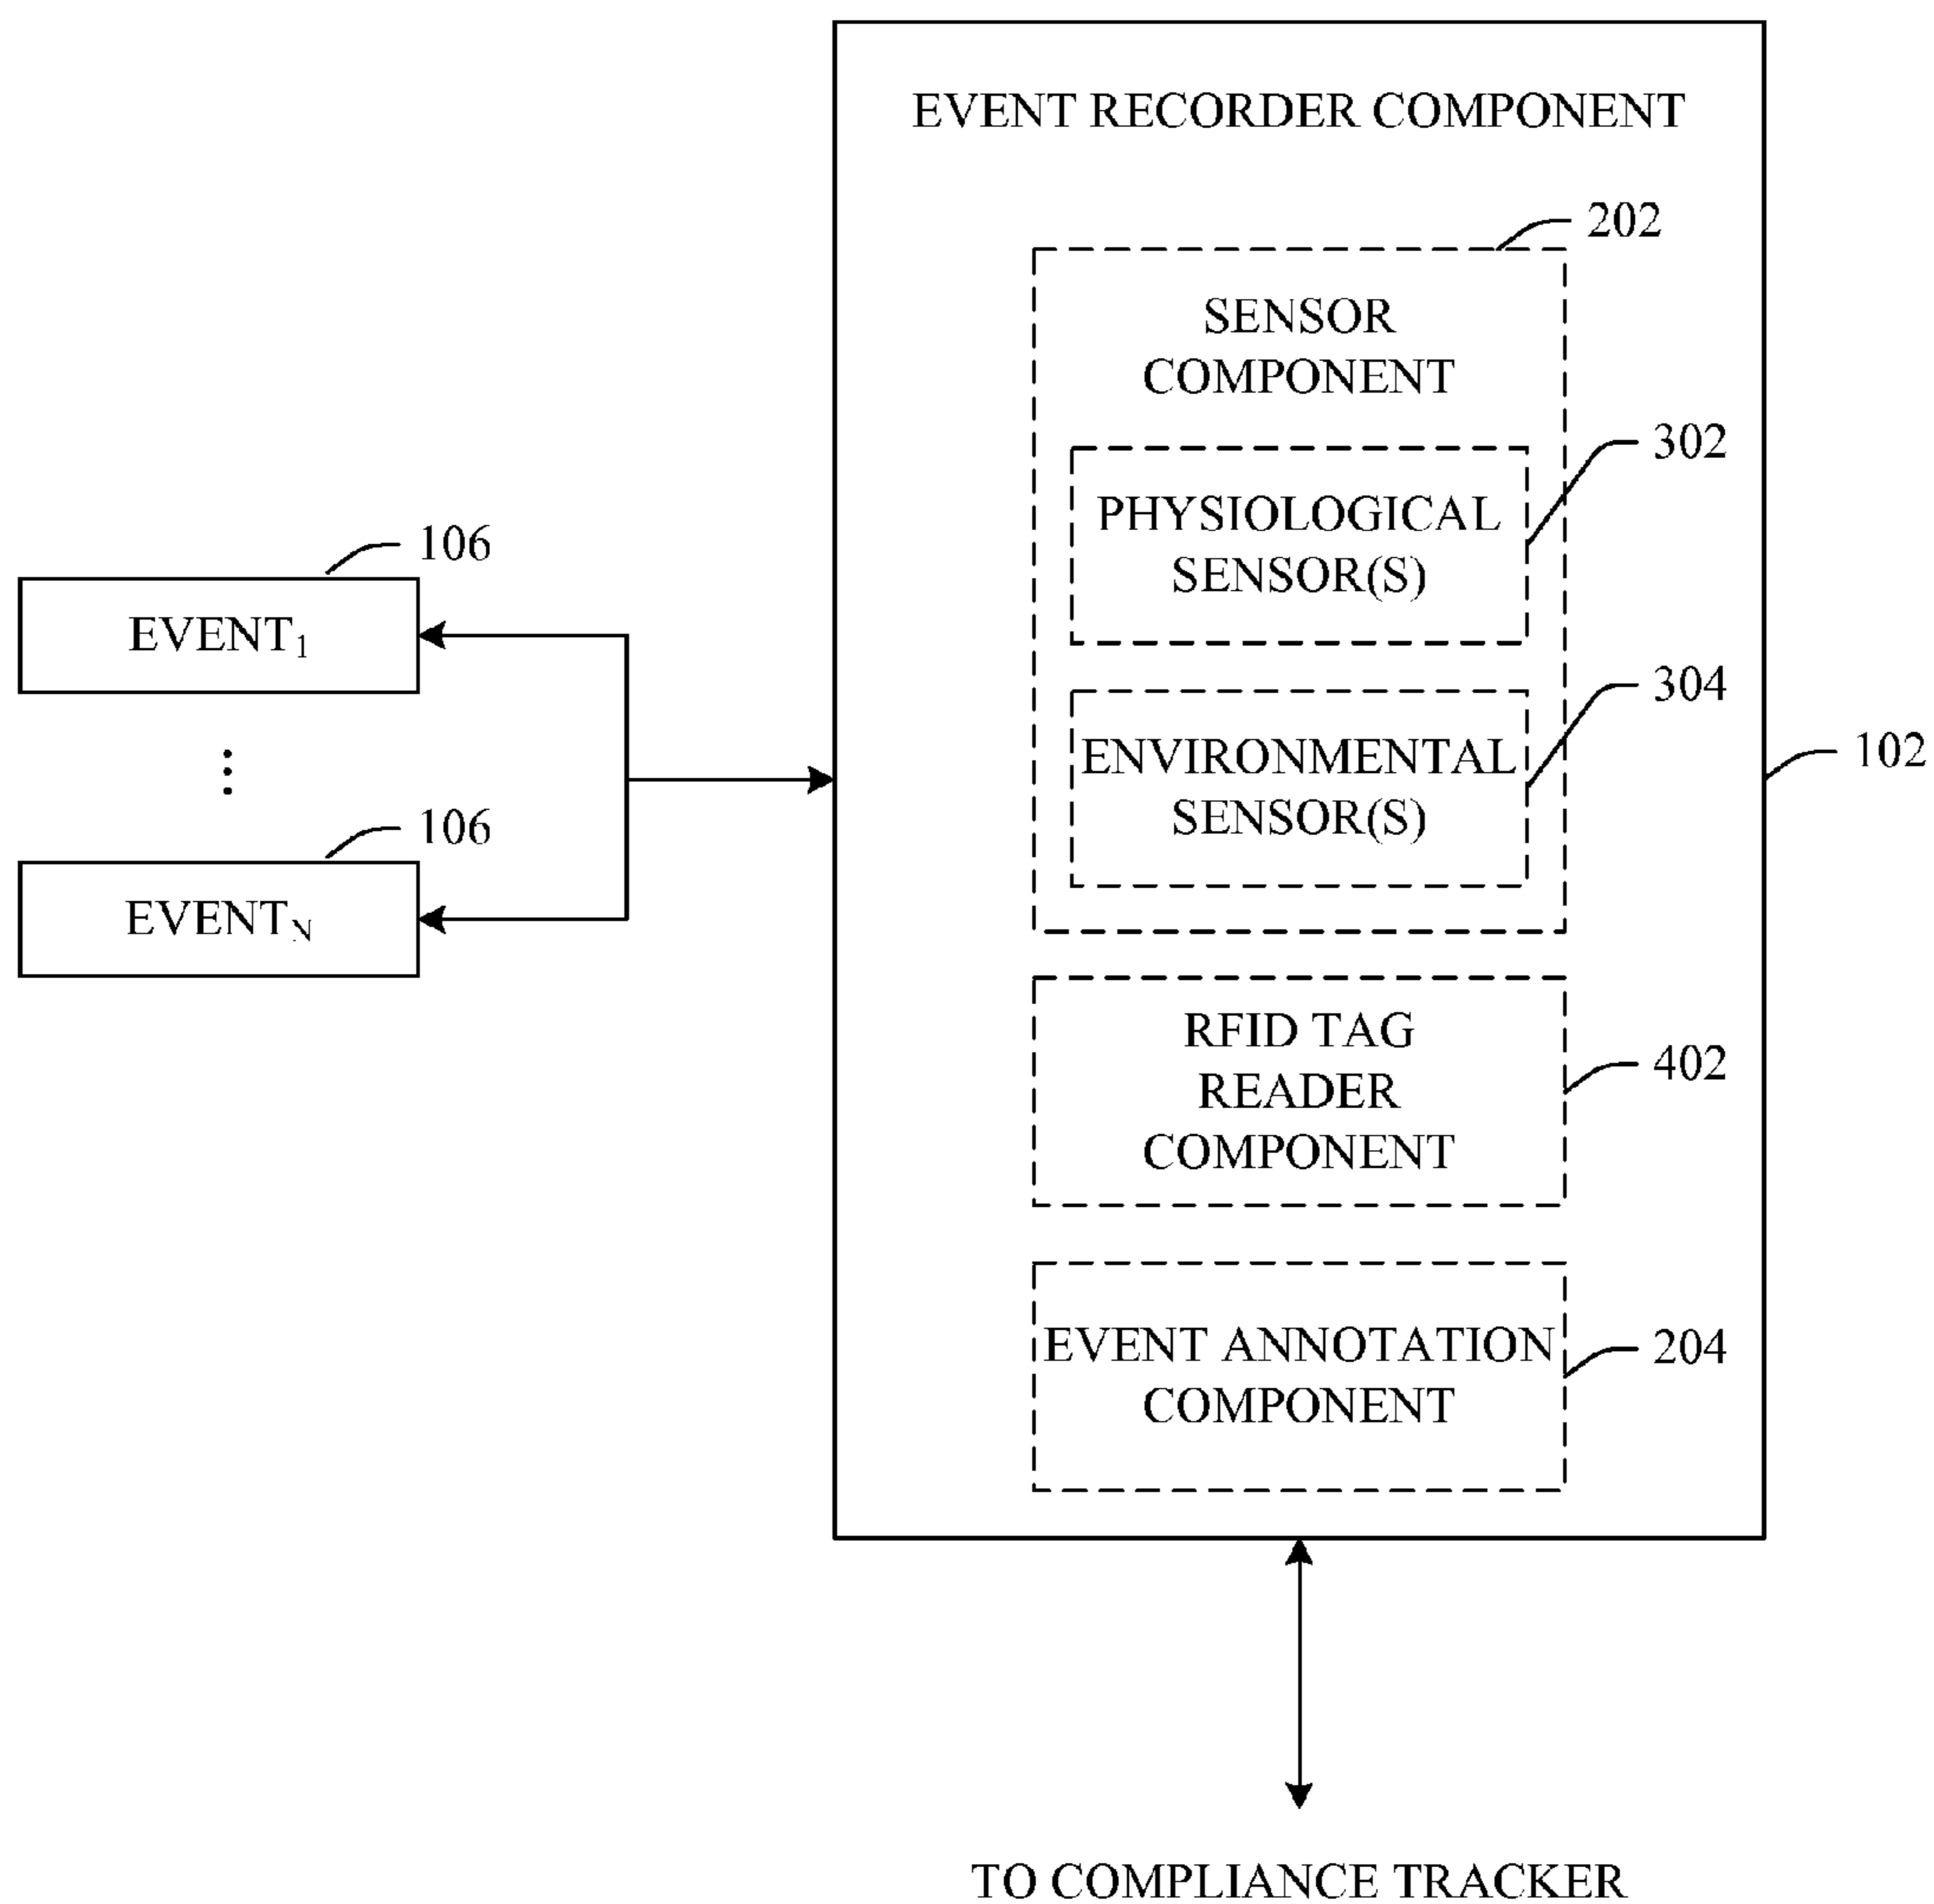 EVENT RECORDER COMPONENT
202
SENSOR
COMPONENT
302
PHYSIOLOGICAL
SENSOR(S)
106
EVENT1
304
ENVIRONMENTAL
SENSOR(S)
102
106
EVENTN
RFID TAG
READER
COMPONENT
402
EVENT ANNOTATION
COMPONENT
204
TO COMPLIANCE TRACKER